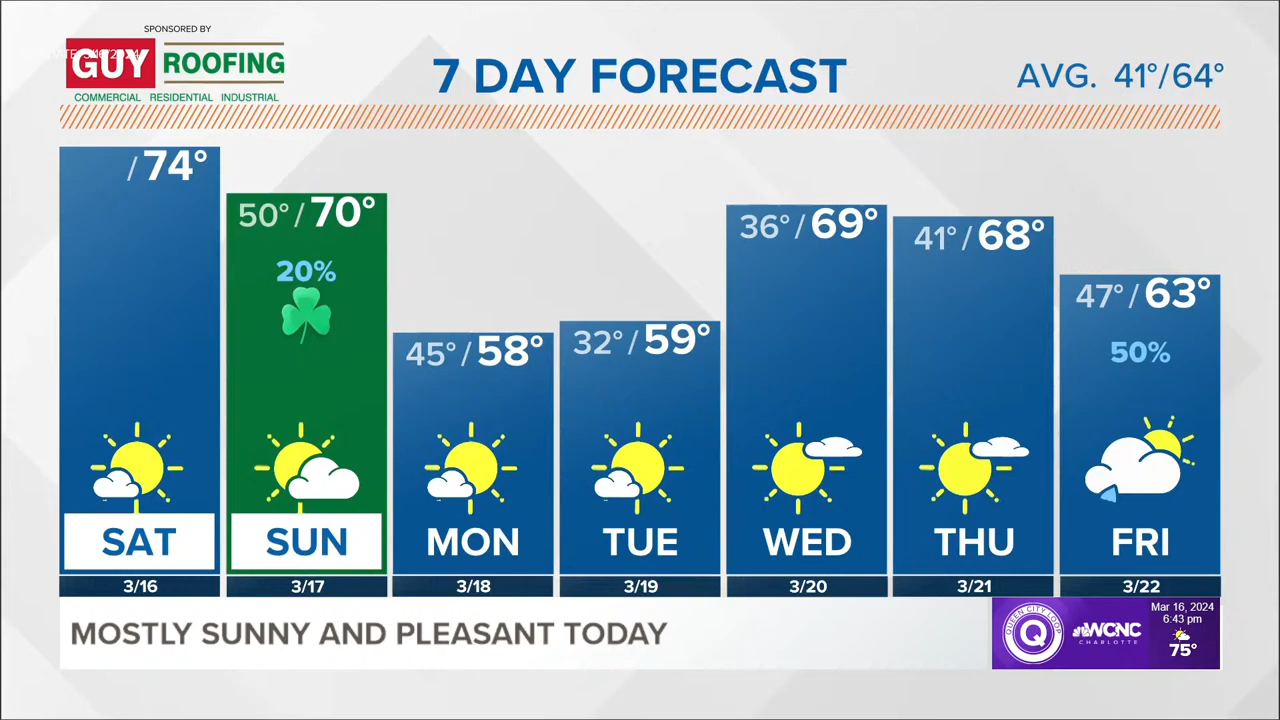 SPONSORED BY
GUY ROOFING
COMMERCIAL RESIDENTIAL INDUSTRIAL
7 DAY FORECAST
AVG. 41°/64°
/74°
50°/70°
45°/58°
32°/59°
36°/69°
41°/68°
47°/63°
20%
50%
SAT SUN MON TUE WED THU FRI
3/16 3/17 3/18 3/19 3/20 3/21 3/22
MOSTLY SUNNY AND PLEASANT TODAY
QUEEN CITY LOOP
Q
WCNC
CHARLOTTE
Mar 16, 2024
6:43 pm
75°